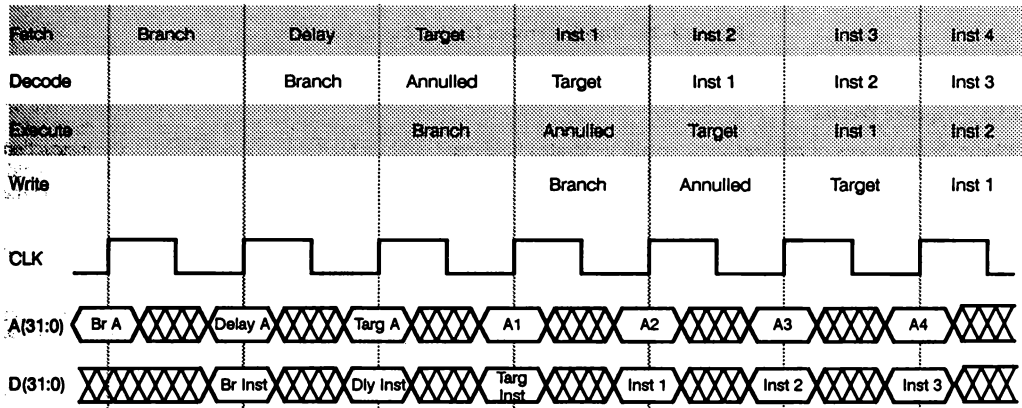 Fetch Branch Delay Target Inst 1 Inst 2 Inst 3 Inst 4
Decode Branch Annulled Target Inst 1 Inst 2 Inst 3
Execute Branch Annulled Target Inst 1 Inst 2
Write Branch Annulled Target Inst 1
CLK
A(31:0) Br A Delay A Targ A A1 A2 A3 A4
D(31:0) Br Inst Dly Inst Targ Inst Inst 1 Inst 2 Inst 3